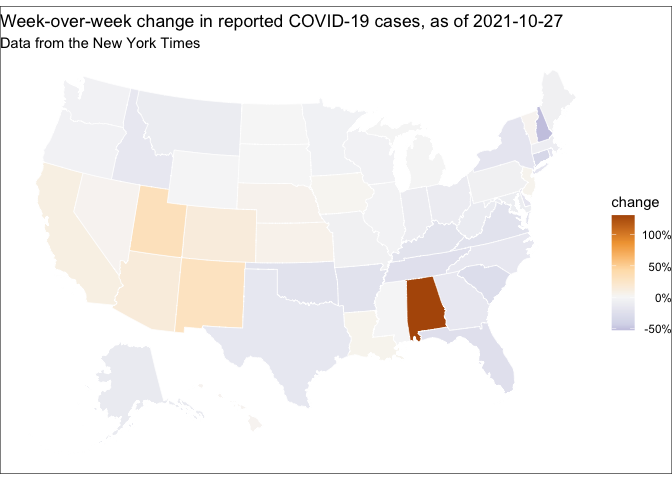 Week-over-week change in reported COVID-19 cases, as of 2021-10-27
Data from the New York Times
change
100%
50%
0%
-50%